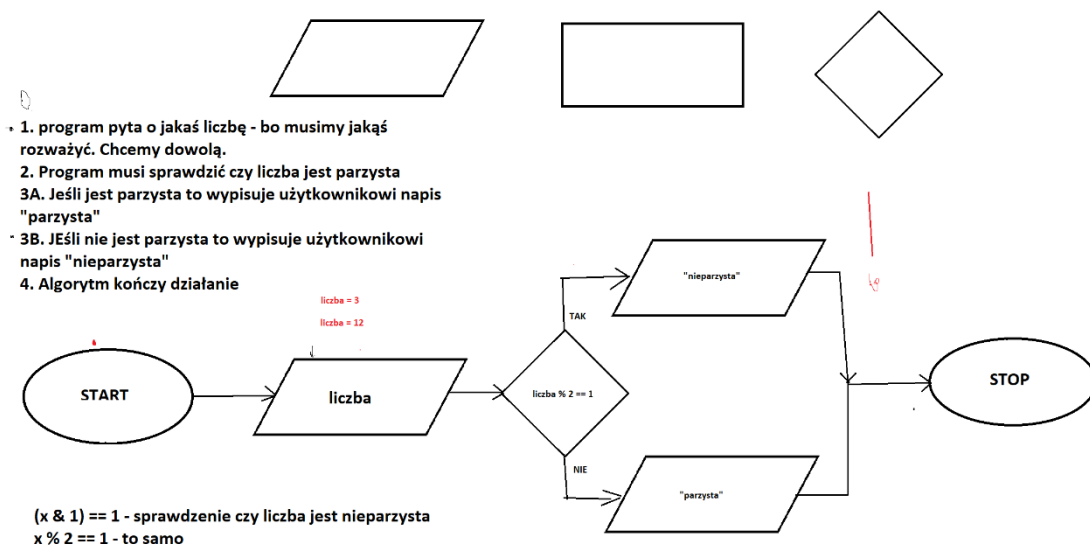 1. program pyta o jakaś liczbę - bo musimy jakąś
rozważyć. Chcemy dowolą.
2. Program musi sprawdzić czy liczba jest parzysta
3A. Jeśli jest parzysta to wypisuje użytkownikowi napis
"parzysta"
3B. JEśli nie jest parzysta to wypisuje użytkownikowi
napis "nieparzysta"
4. Algorytm kończy działanie
liczba = 3
liczba = 12
START
liczba
liczba % 2 == 1
TAK
"nieparzysta"
NIE
"parzysta"
STOP
(x & 1) == 1 - sprawdzenie czy liczba jest nieparzysta
x % 2 == 1 - to samo